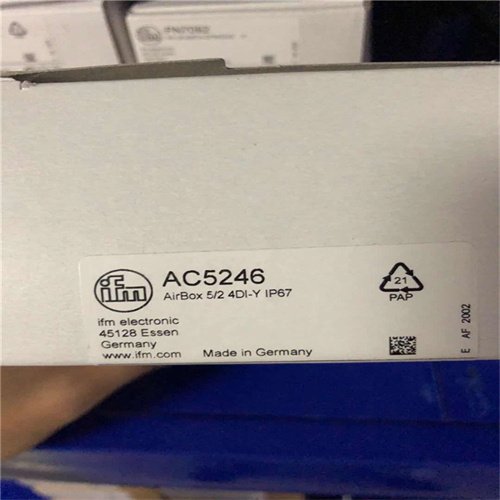 ifm
ifm
AC5246
AirBox 5/2 4DI-Y IP67
ifm electronic
45128 Essen
Germany
www.ifm.com
Made in Germany
21
PAP
E AF 2002